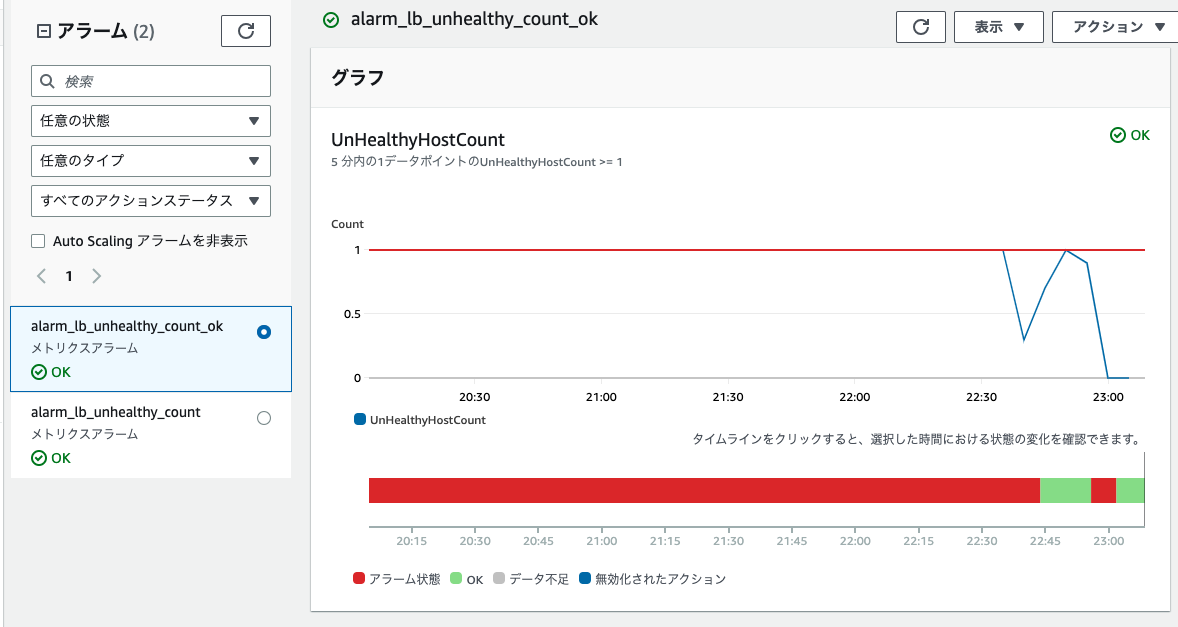 アラーム (2)
検索
任意の状態
任意のタイプ
すべてのアクションステータス
Auto Scaling アラームを非表示
1
alarm_lb_unhealthy_count_ok
メトリクスアラーム
OK
alarm_lb_unhealthy_count
メトリクスアラーム
OK
alarm_lb_unhealthy_count_ok
表示
アクション
グラフ
UnHealthyHostCount
OK
5 分内の1データポイントのUnHealthyHostCount >= 1
Count
1
0.5
0
20:30 21:00 21:30 22:00 22:30 23:00
UnHealthyHostCount
タイムラインをクリックすると、選択した時間における状態の変化を確認できます。
20:15 20:30 20:45 21:00 21:15 21:30 21:45 22:00 22:15 22:30 22:45 23:00
アラーム状態 OK データ不足 無効化されたアクション